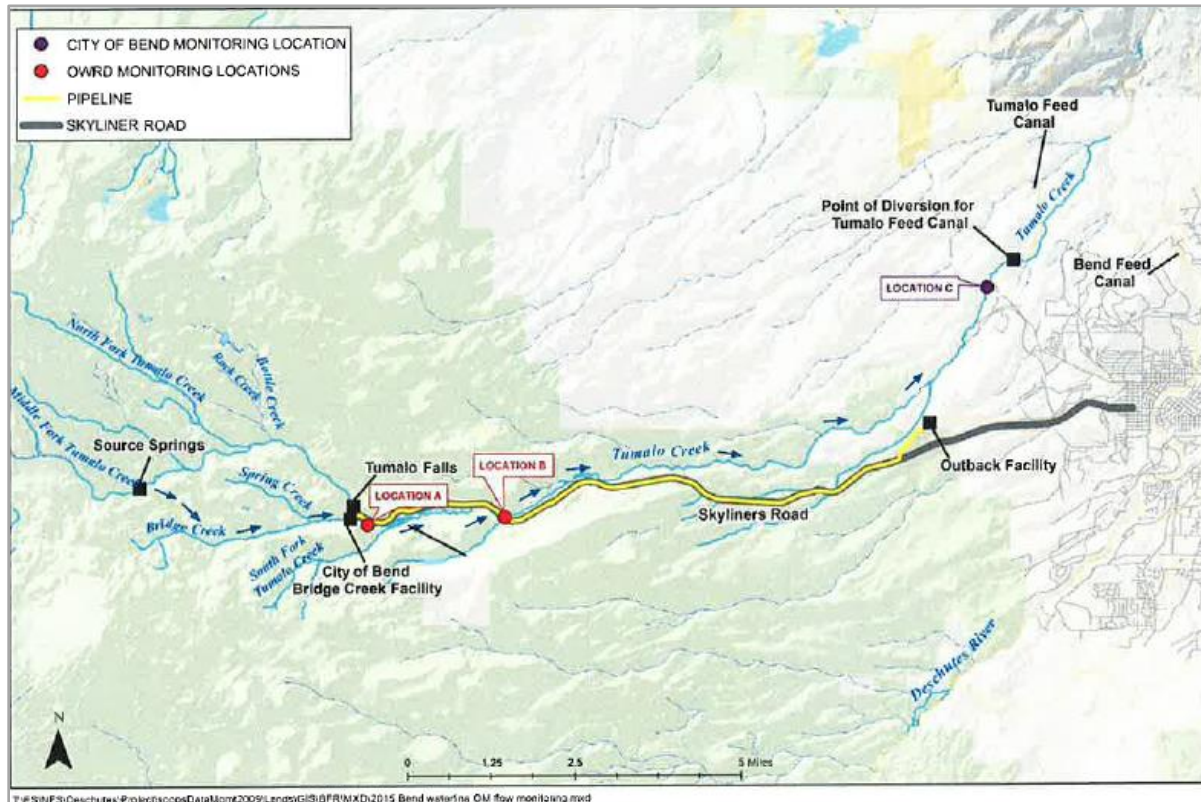 CITY OF BEND MONITORING LOCATION
OWRD MONITORING LOCATIONS
PIPELINE
SKYLINER ROAD
Tumalo Feed
Canal
Point of Diversion for
Tumalo Feed Canal
Tumalo Creek
Bend Feed
Canal
LOCATION C
North Fork Tumalo Creek
Rock Creek
Bottle Creek
Middle Fork Tumalo Creek
Source Springs
Spring Creek
Tumalo Falls
LOCATION A
LOCATION B
Tumalo Creek
Outback Facility
Bridge Creek
Skyliners Road
South Fork
Tumalo Creek
City of Bend
Bridge Creek Facility
Deschutes River
N
0 1.25 2.5 5 Miles